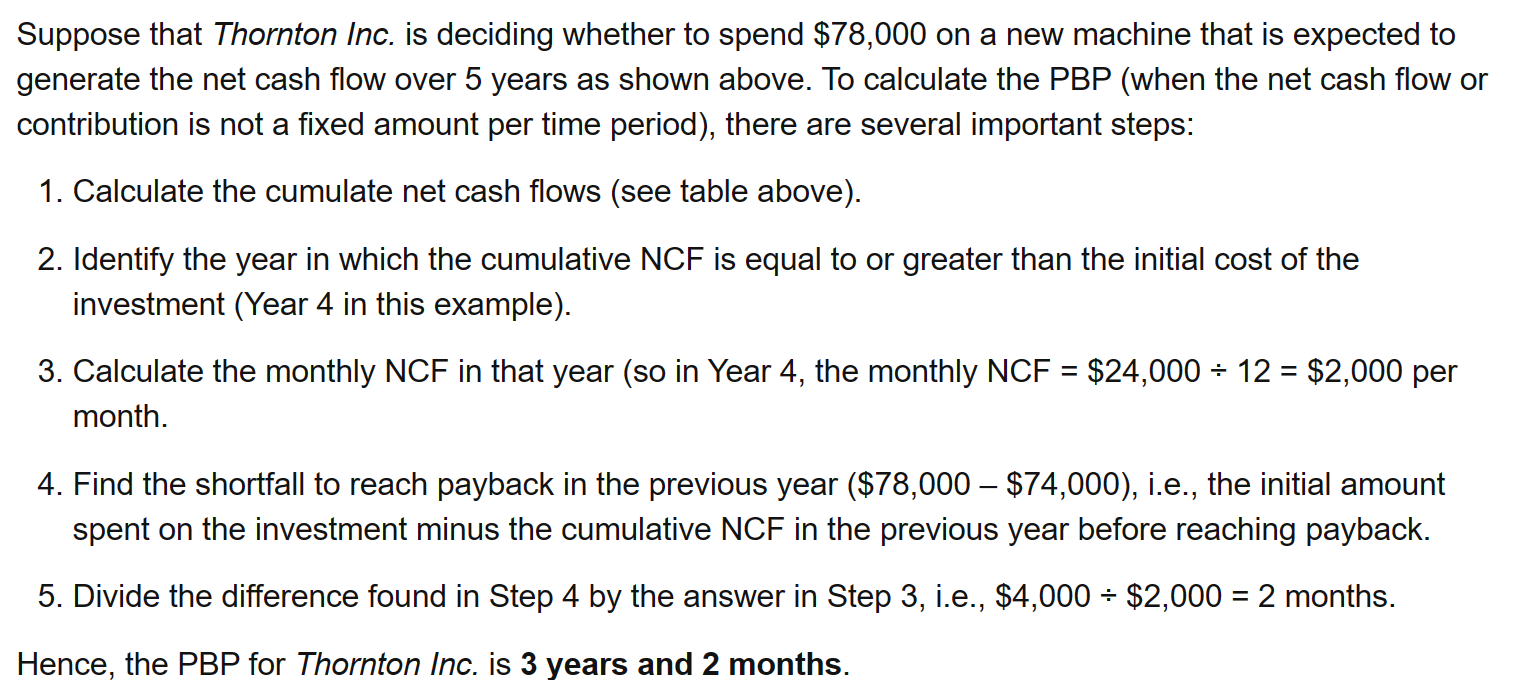 Suppose that Thornton Inc. is deciding whether to spend $78,000 on a new machine that is expected to
generate the net cash flow over 5 years as shown above. To calculate the PBP (when the net cash flow or
contribution is not a fixed amount per time period), there are several important steps:
1. Calculate the cumulate net cash flows (see table above).
2. Identify the year in which the cumulative NCF is equal to or greater than the initial cost of the
investment (Year 4 in this example).
3. Calculate the monthly NCF in that year (so in Year 4, the monthly NCF = $24,000 ÷ 12 = $2,000 per
month.
4. Find the shortfall to reach payback in the previous year ($78,000 – $74,000), i.e., the initial amount
spent on the investment minus the cumulative NCF in the previous year before reaching payback.
5. Divide the difference found in Step 4 by the answer in Step 3, i.e., $4,000 ÷ $2,000 = 2 months.
Hence, the PBP for Thornton Inc. is 3 years and 2 months.